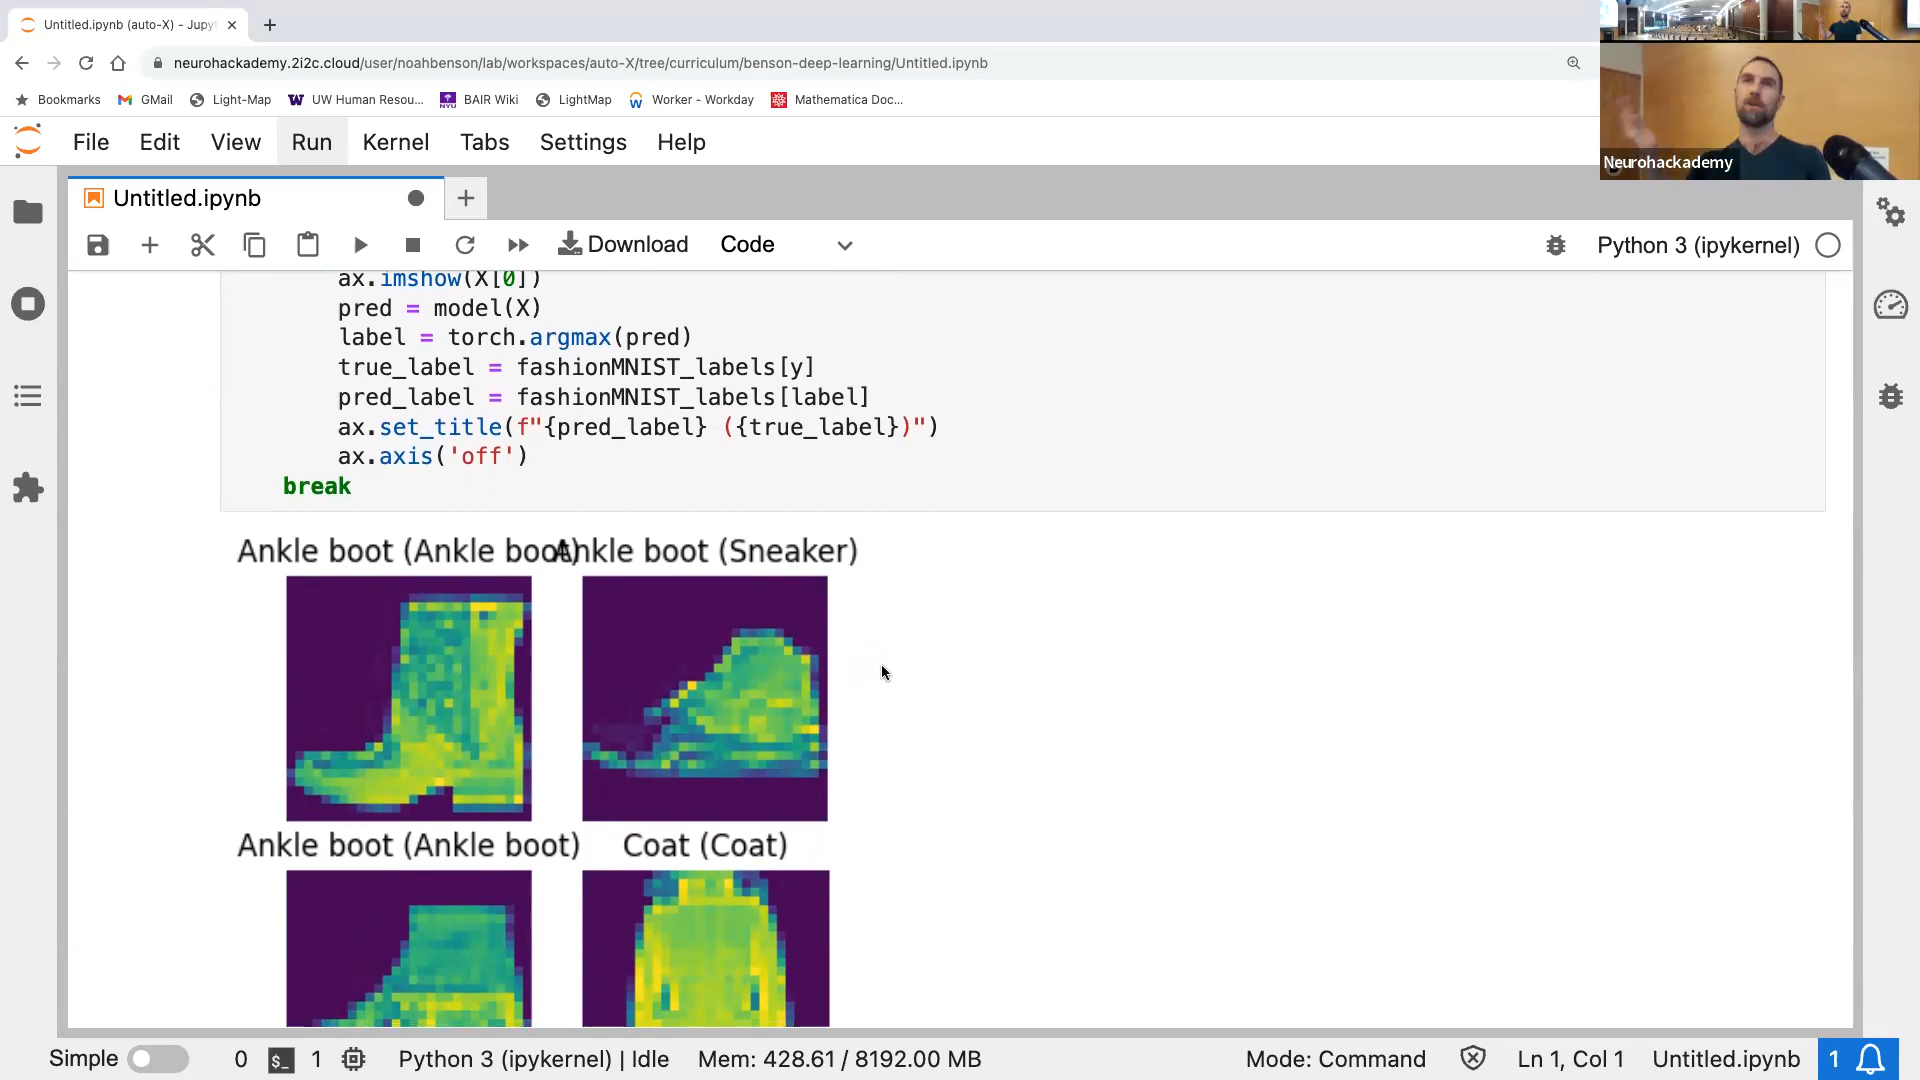 Untitled.ipynb (auto-X) - Jupy
neurohackademy.2i2c.cloud/user/noahbenson/lab/workspaces/auto-X/tree/curriculum/benson-deep-learning/Untitled.ipynb
Bookmarks GMail Light-Map UW Human Resou... BAIR Wiki LightMap Worker - Workday Mathematica Doc...
File Edit View Run Kernel Tabs Settings Help
Neurohackademy
Untitled.ipynb
Download Code Python 3 (ipykernel)
ax.imshow(X[0])
pred = model(X)
label = torch.argmax(pred)
true_label = fashionMNIST_labels[y]
pred_label = fashionMNIST_labels[label]
ax.set_title(f"{pred_label} ({true_label})")
ax.axis('off')
break
Ankle boot (Ankle boot) Ankle boot (Sneaker)
Ankle boot (Ankle boot) Coat (Coat)
Simple 0 $_ 1 Python 3 (ipykernel) | Idle Mem: 428.61 / 8192.00 MB Mode: Command Ln 1, Col 1 Untitled.ipynb 1